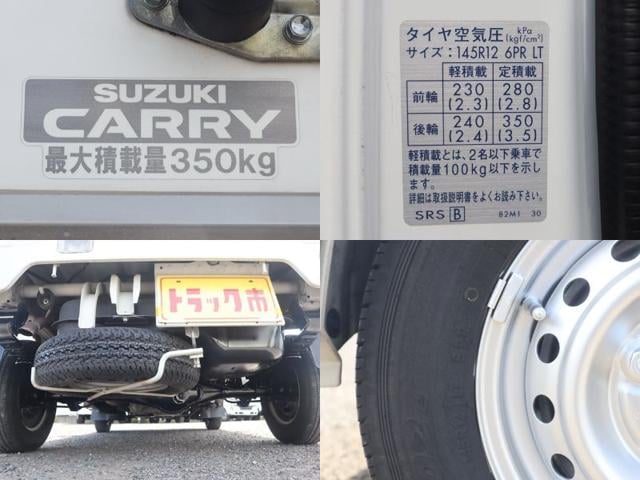 SUZUKI
CARRY
最大積載量350kg
タイヤ空気圧 kPa (kgf/cm²)
サイズ:145R12 6PR LT
軽積載 定積載
前輪 230 (2.3) 280 (2.8)
後輪 240 (2.4) 350 (3.5)
軽積載とは、2名以下乗車で
積載量100kg以下を示し
ます。
詳細は取扱説明書をよくお読み下さい。
SRS B 82M1 30
トラック市